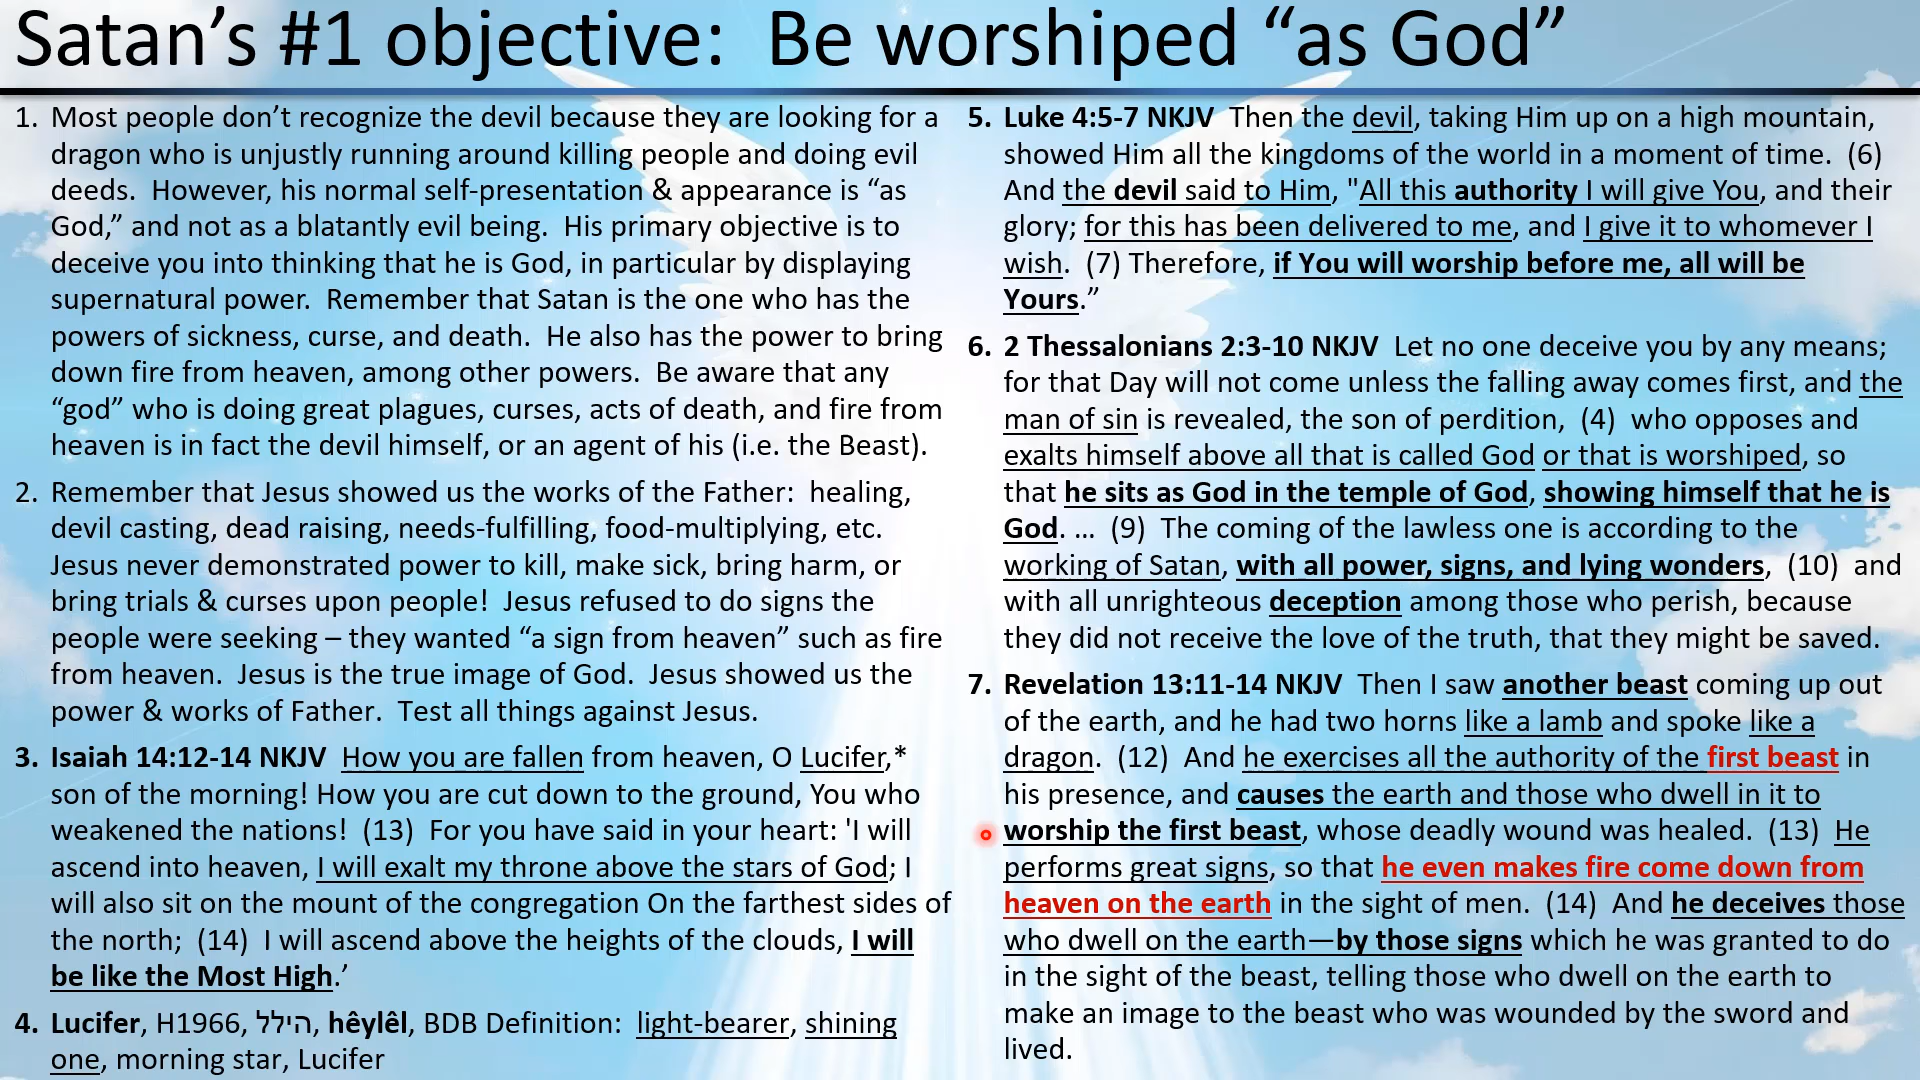 Satan’s #1 objective:  Be worshiped “as God”
1. Most people don’t recognize the devil because they are looking for a
dragon who is unjustly running around killing people and doing evil
deeds.  However, his normal self-presentation & appearance is “as
God,” and not as a blatantly evil being.  His primary objective is to
deceive you into thinking that he is God, in particular by displaying
supernatural power.  Remember that Satan is the one who has the
powers of sickness, curse, and death.  He also has the power to bring
down fire from heaven, among other powers.  Be aware that any
“god” who is doing great plagues, curses, acts of death, and fire from
heaven is in fact the devil himself, or an agent of his (i.e. the Beast).
2. Remember that Jesus showed us the works of the Father:  healing,
devil casting, dead raising, needs-fulfilling, food-multiplying, etc.
Jesus never demonstrated power to kill, make sick, bring harm, or
bring trials & curses upon people!  Jesus refused to do signs the
people were seeking – they wanted “a sign from heaven” such as fire
from heaven.  Jesus is the true image of God.  Jesus showed us the
power & works of Father.  Test all things against Jesus.
3. Isaiah 14:12-14 NKJV  How you are fallen from heaven, O Lucifer,*
son of the morning! How you are cut down to the ground, You who
weakened the nations!  (13)  For you have said in your heart: 'I will
ascend into heaven, I will exalt my throne above the stars of God; I
will also sit on the mount of the congregation On the farthest sides of
the north;  (14)  I will ascend above the heights of the clouds, I will
be like the Most High.’
4. Lucifer, H1966, הילל, hêylêl, BDB Definition:  light-bearer, shining
one, morning star, Lucifer
5. Luke 4:5-7 NKJV  Then the devil, taking Him up on a high mountain,
showed Him all the kingdoms of the world in a moment of time.  (6)
And the devil said to Him, "All this authority I will give You, and their
glory; for this has been delivered to me, and I give it to whomever I
wish.  (7) Therefore, if You will worship before me, all will be
Yours.”
6. 2 Thessalonians 2:3-10 NKJV  Let no one deceive you by any means;
for that Day will not come unless the falling away comes first, and the
man of sin is revealed, the son of perdition,  (4)  who opposes and
exalts himself above all that is called God or that is worshiped, so
that he sits as God in the temple of God, showing himself that he is
God. …  (9)  The coming of the lawless one is according to the
working of Satan, with all power, signs, and lying wonders,  (10)  and
with all unrighteous deception among those who perish, because
they did not receive the love of the truth, that they might be saved.
7. Revelation 13:11-14 NKJV  Then I saw another beast coming up out
of the earth, and he had two horns like a lamb and spoke like a
dragon.  (12)  And he exercises all the authority of the first beast in
his presence, and causes the earth and those who dwell in it to
worship the first beast, whose deadly wound was healed.  (13)  He
performs great signs, so that he even makes fire come down from
heaven on the earth in the sight of men.  (14)  And he deceives those
who dwell on the earth—by those signs which he was granted to do
in the sight of the beast, telling those who dwell on the earth to
make an image to the beast who was wounded by the sword and
lived.